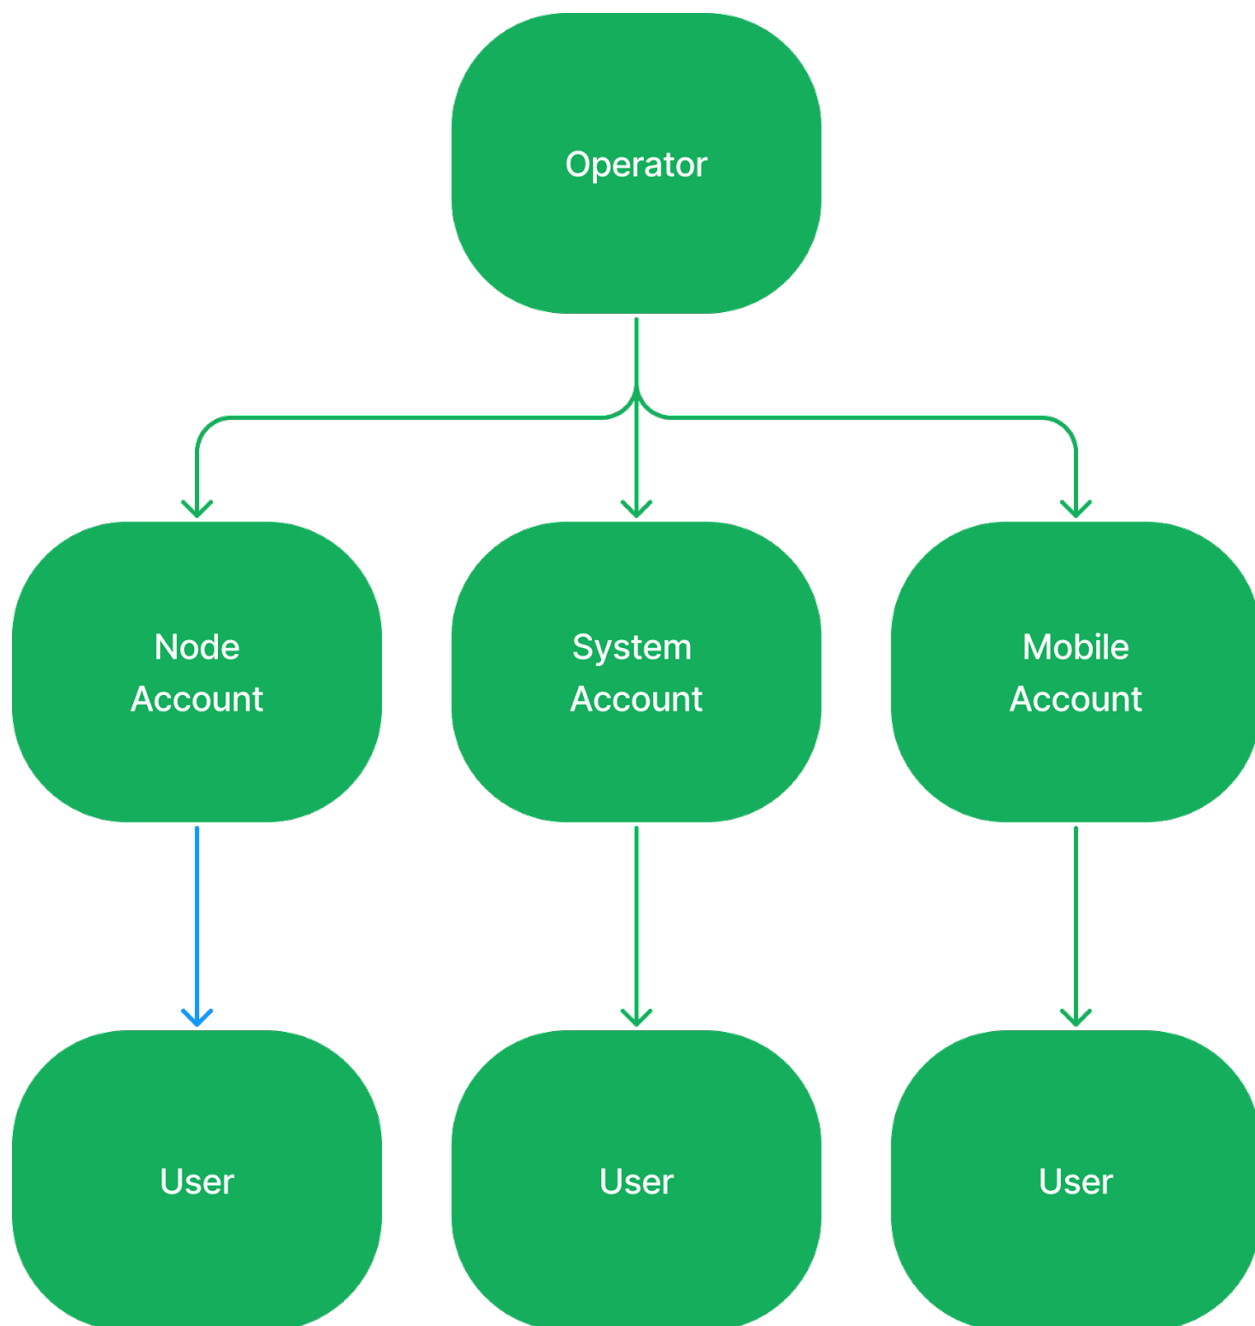 Operator
Node
Account
System
Account
Mobile
Account
User
User
User